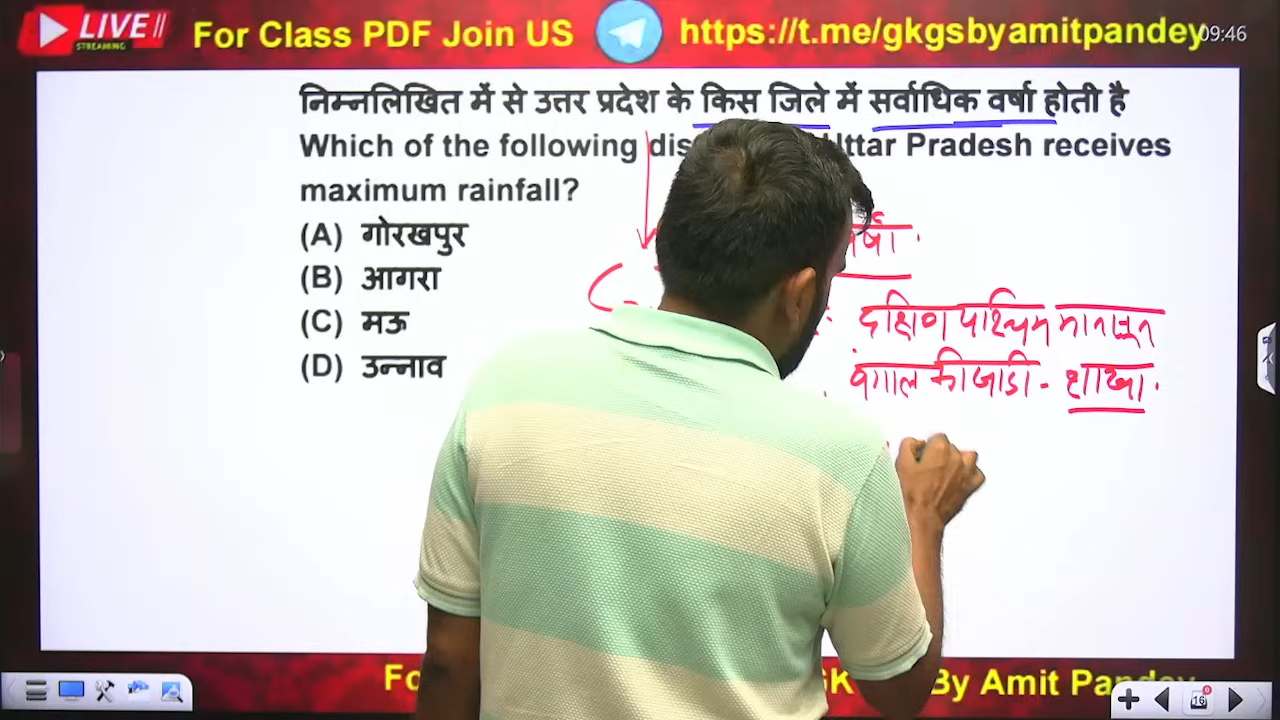 LIVE
STREAMING
For Class PDF Join US
https://t.me/gkgsbyamitpandey
09:46
निम्नलिखित में से उत्तर प्रदेश के किस जिले में सर्वाधिक वर्षा होती है
Which of the following Uttar Pradesh receives
maximum rainfall?
(A) गोरखपुर
(B) आगरा
(C) मऊ
(D) उन्नाव
दक्षिण पश्चिम मानसून
बंगाल की खाड़ी - शाखा
By Amit Pandey
16